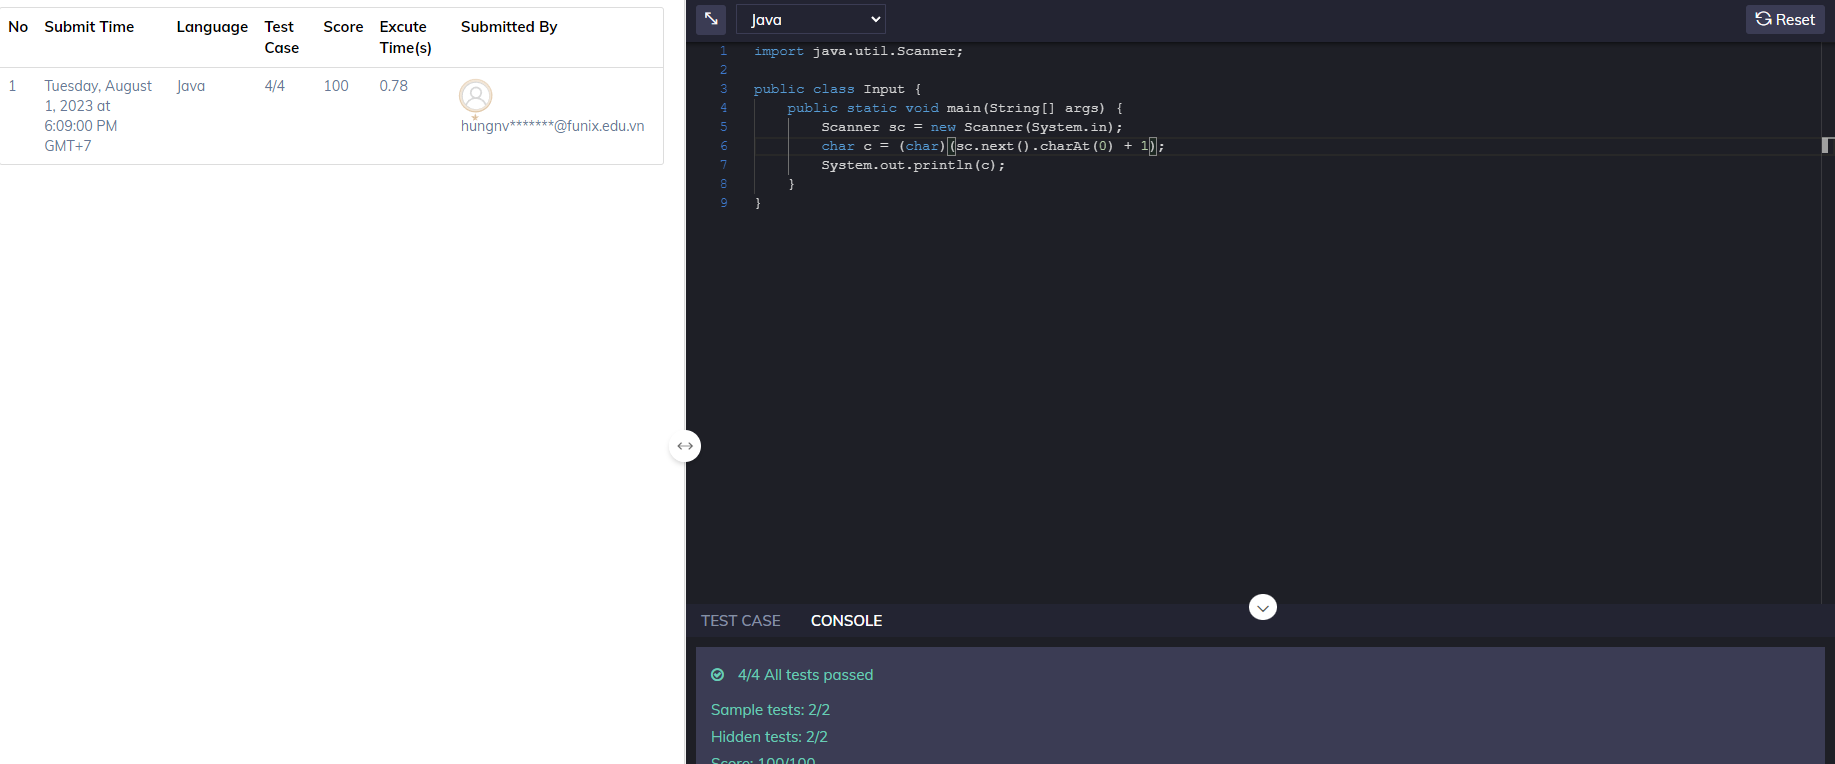 No Submit Time Language Test Case Score Excute Time(s) Submitted By
1 Tuesday, August 1, 2023 at 6:09:00 PM GMT+7 Java 4/4 100 0.78 hungnv*******@funix.edu.vn
Java
Reset
1 import java.util.Scanner;
2
3 public class Input {
4 public static void main(String[] args) {
5 Scanner sc = new Scanner(System.in);
6 char c = (char)(sc.next().charAt(0) + 1);
7 System.out.println(c);
8 }
9 }
TEST CASE CONSOLE
4/4 All tests passed
Sample tests: 2/2
Hidden tests: 2/2
Score: 100/100